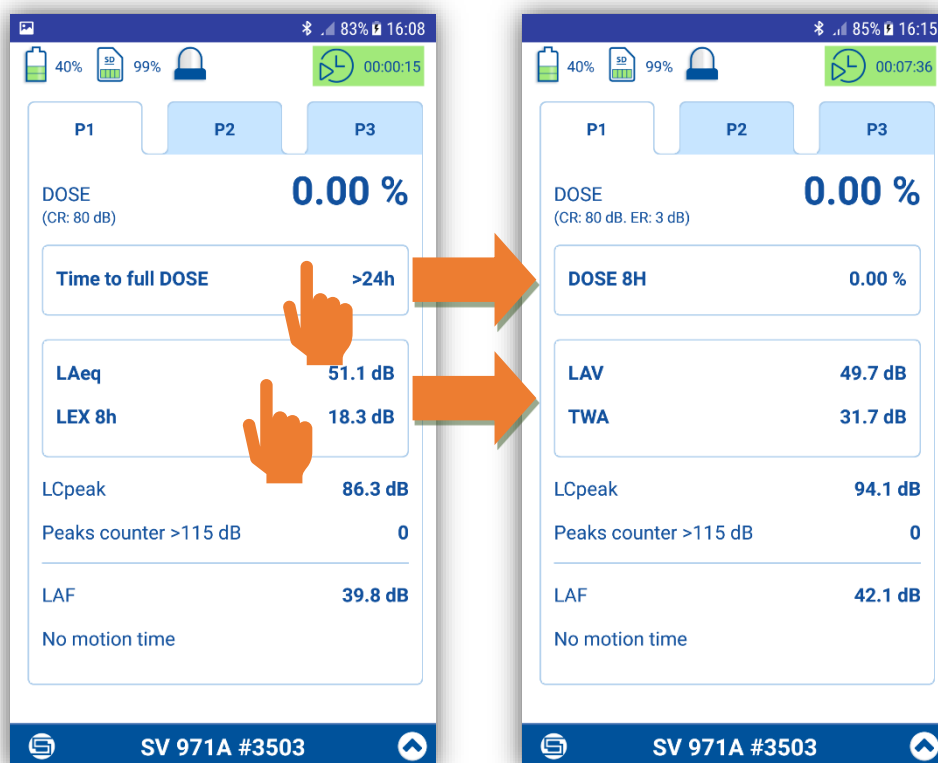 83% 16:08
40% SD 99% 00:00:15
P1 P2 P3
DOSE 0.00 %
(CR: 80 dB)
Time to full DOSE >24h
LAeq 51.1 dB
LEX 8h 18.3 dB
LCpeak 86.3 dB
Peaks counter >115 dB 0
LAF 39.8 dB
No motion time
SV 971A #3503
85% 16:15
40% SD 99% 00:07:36
P1 P2 P3
DOSE 0.00 %
(CR: 80 dB. ER: 3 dB)
DOSE 8H 0.00 %
LAV 49.7 dB
TWA 31.7 dB
LCpeak 94.1 dB
Peaks counter >115 dB 0
LAF 42.1 dB
No motion time
SV 971A #3503